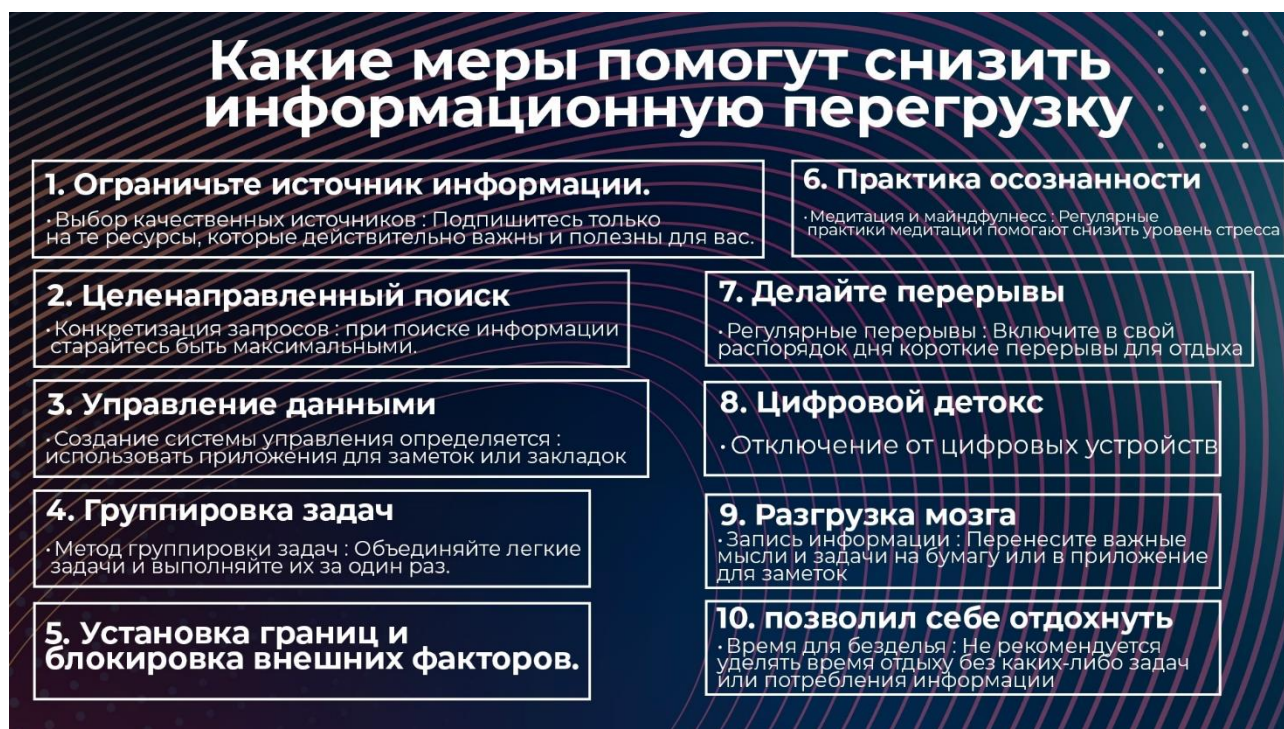 Какие меры помогут снизить
информационную перегрузку
1. Ограничьте источник информации.
· Выбор качественных источников : Подпишитесь только
на те ресурсы, которые действительно важны и полезны для вас.
2. Целенаправленный поиск
· Конкретизация запросов : при поиске информации
старайтесь быть максимальными.
3. Управление данными
· Создание системы управления определяется :
использовать приложения для заметок или закладок
4. Группировка задач
· Метод группировки задач : Объединяйте легкие
задачи и выполняйте их за один раз.
5. Установка границ и
блокировка внешних факторов.
6. Практика осознанности
· Медитация и майндфулнесс : Регулярные
практики медитации помогают снизить уровень стресса
7. Делайте перерывы
· Регулярные перерывы : Включите в свой
распорядок дня короткие перерывы для отдыха
8. Цифровой детокс
· Отключение от цифровых устройств
9. Разгрузка мозга
· Запись информации : Перенесите важные
мысли и задачи на бумагу или в приложение
для заметок
10. позволил себе отдохнуть
· Время для безделья : Не рекомендуется
уделять время отдыху без каких-либо задач
или потребления информации